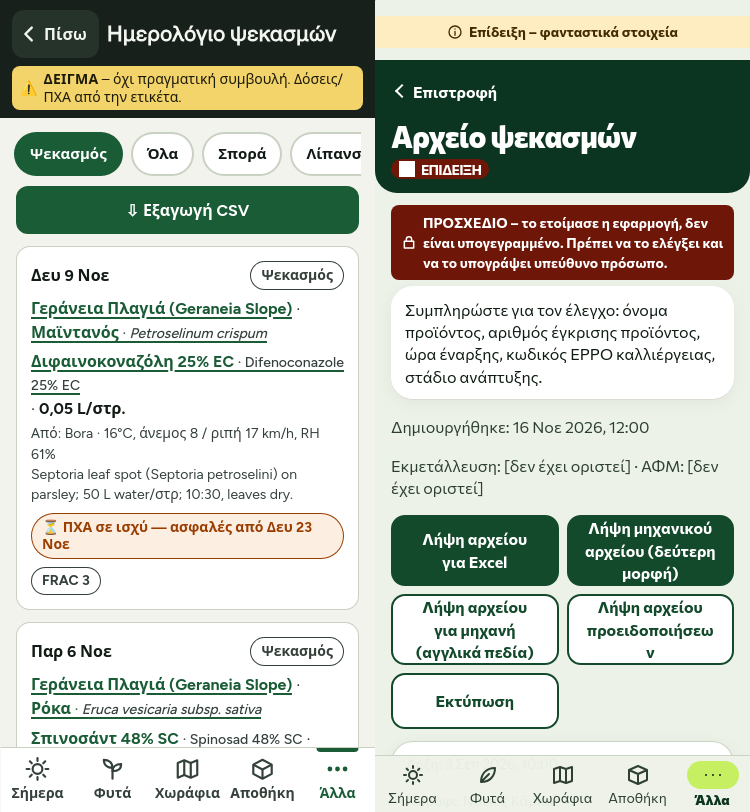 Πίσω
Ημερολόγιο ψεκασμών
⚠️ ΔΕΙΓΜΑ – όχι πραγματική συμβουλή. Δόσεις/
ΠΧΑ από την ετικέτα.
Ψεκασμός
Όλα
Σπορά
Λίπανσ
⇩ Εξαγωγή CSV
Δευ 9 Νοε
Ψεκασμός
Γεράνεια Πλαγιά (Geraneia Slope) ·
Μαϊντανός · Petroselinum crispum
Διφαινοκοναζόλη 25% EC · Difenoconazole
25% EC
· 0,05 L/στρ.
Από: Bora · 16°C, άνεμος 8 / ριπή 17 km/h, RH
61%
Septoria leaf spot (Septoria petroselini) on
parsley; 50 L water/στρ; 10:30, leaves dry.
⏳ ΠΧΑ σε ισχύ — ασφαλές από Δευ 23
Νοε
FRAC 3
Παρ 6 Νοε
Ψεκασμός
Γεράνεια Πλαγιά (Geraneia Slope) ·
Ρόκα · Eruca vesicaria subsp. sativa
Σπινοσάντ 48% SC · Spinosad 48% SC ·
Σήμερα
Φυτά
Χωράφια
Αποθήκη
Άλλα
Επίδειξη – φανταστικά στοιχεία
Επιστροφή
Αρχείο ψεκασμών
ΕΠΙΔΕΙΞΗ
ΠΡΟΣΧΕΔΙΟ – το ετοίμασε η εφαρμογή, δεν
είναι υπογεγραμμένο. Πρέπει να το ελέγξει και
να το υπογράψει υπεύθυνο πρόσωπο.
Συμπληρώστε για τον έλεγχο: όνομα
προϊόντος, αριθμός έγκρισης προϊόντος,
ώρα έναρξης, κωδικός EPPO καλλιέργειας,
στάδιο ανάπτυξης.
Δημιουργήθηκε: 16 Νοε 2026, 12:00
Εκμετάλλευση: [δεν έχει οριστεί] · ΑΦΜ: [δεν
έχει οριστεί]
Λήψη αρχείου
για Excel
Λήψη μηχανικού
αρχείου (δεύτερη
μορφή)
Λήψη αρχείου
για μηχανή
(αγγλικά πεδία)
Λήψη αρχείου
προειδοποιήσεω
ν
Εκτύπωση
Σήμερα
Φυτά
Χωράφια
Αποθήκη
Άλλα